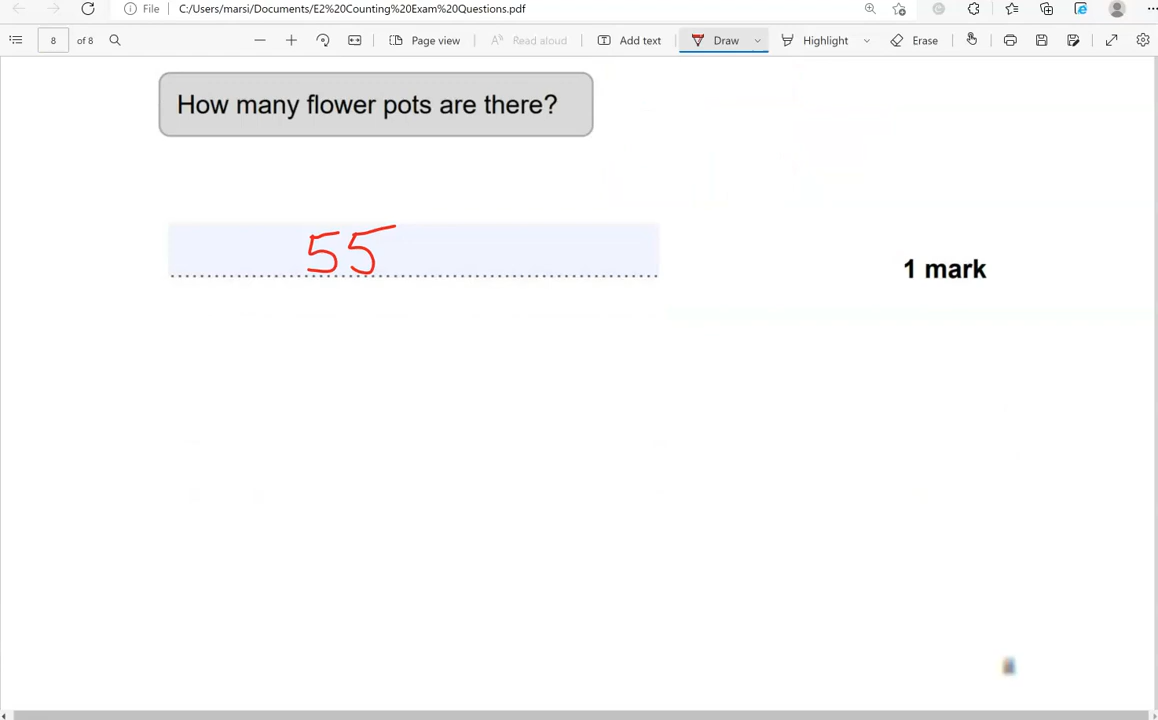 File C:/Users/marsi/Documents/E2%20Counting%20Exam%20Questions.pdf
8 of 8 Page view Read aloud Add text Draw Highlight Erase
How many flower pots are there?
55
1 mark